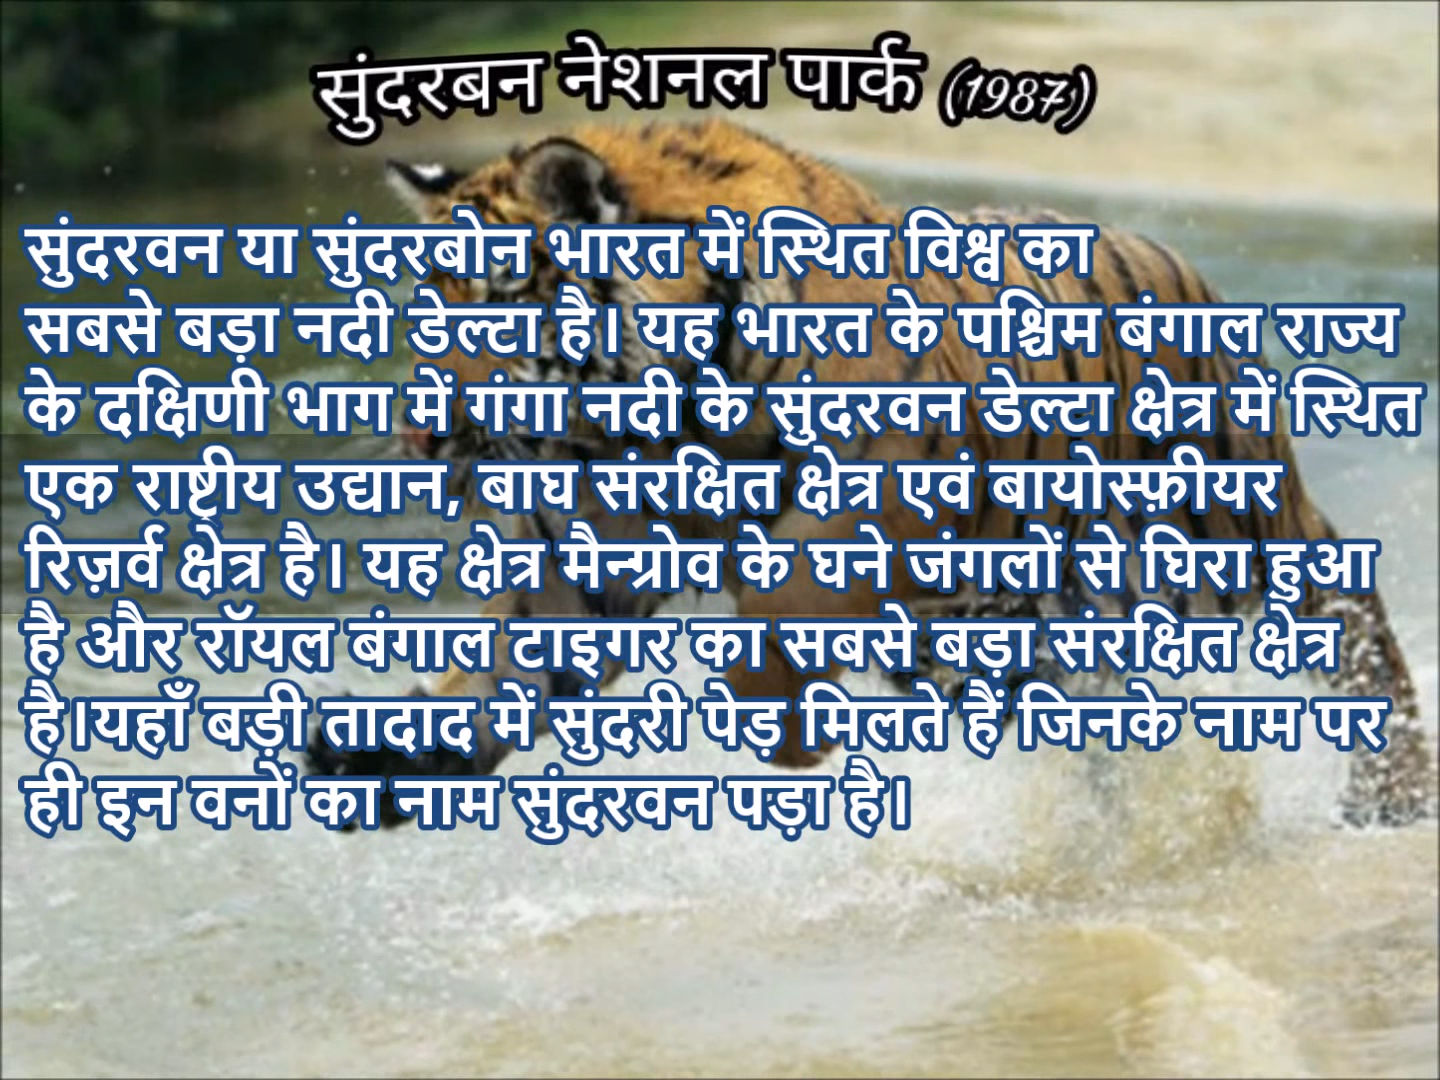 सुंदरबन नेशनल पार्क (1987)
सुंदरवन या सुंदरबोन भारत में स्थित विश्व का
सबसे बड़ा नदी डेल्टा है। यह भारत के पश्चिम बंगाल राज्य
के दक्षिणी भाग में गंगा नदी के सुंदरवन डेल्टा क्षेत्र में स्थित
एक राष्ट्रीय उद्यान, बाघ संरक्षित क्षेत्र एवं बायोस्फ़ीयर
रिज़र्व क्षेत्र है। यह क्षेत्र मैन्ग्रोव के घने जंगलों से घिरा हुआ
है और रॉयल बंगाल टाइगर का सबसे बड़ा संरक्षित क्षेत्र
है।यहाँ बड़ी तादाद में सुंदरी पेड़ मिलते हैं जिनके नाम पर
ही इन वनों का नाम सुंदरवन पड़ा है।